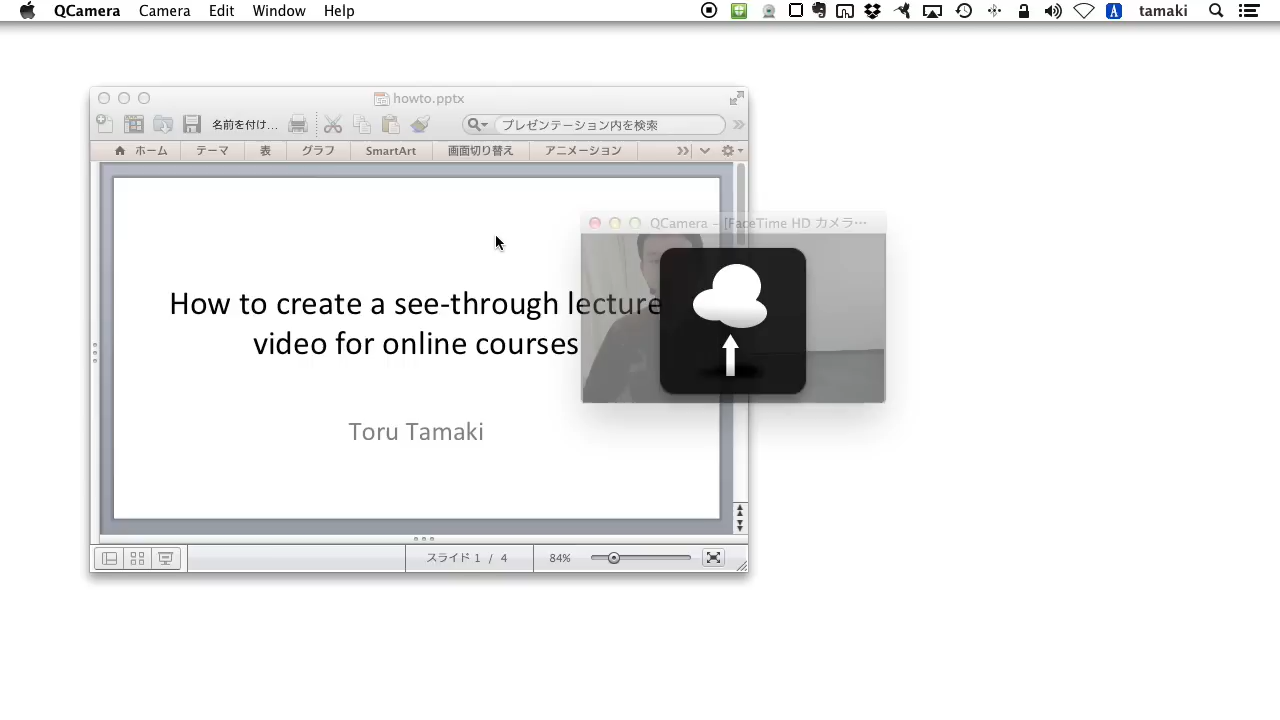 QCamera Camera Edit Window Help A tamaki
howto.pptx
名前を付け... プレゼンテーション内を検索
ホーム テーマ 表 グラフ SmartArt 画面切り替え アニメーション
QCamera - [FaceTime HD カメラ…
How to create a see-through lecture
video for online courses
Toru Tamaki
スライド 1 / 4 84%